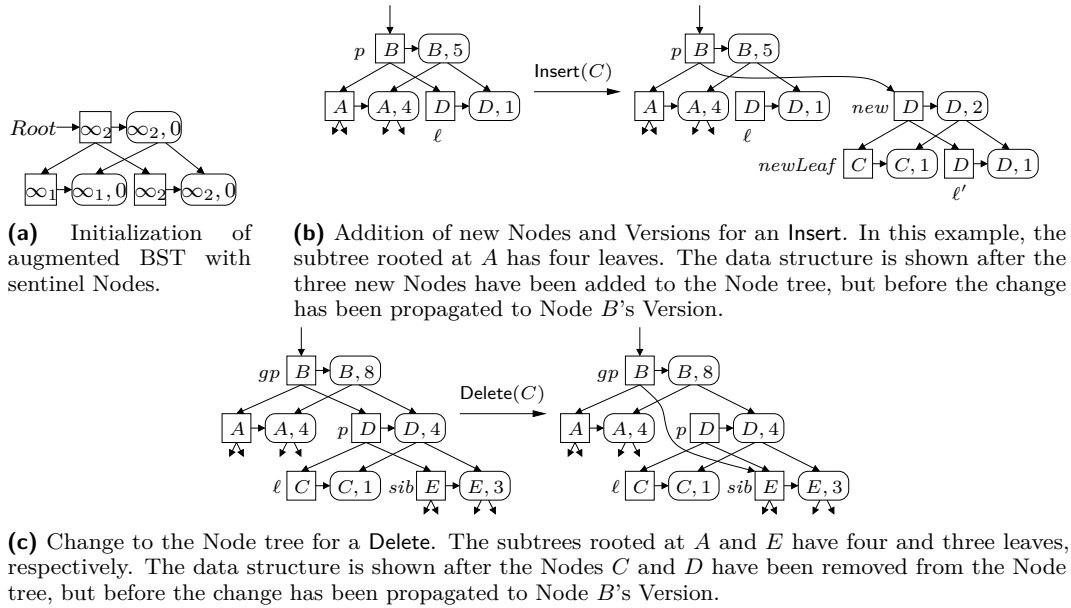 Root ∞₂ ∞₂, 0
∞₁ ∞₁, 0 ∞₂ ∞₂, 0
(a) Initialization of
augmented BST with
sentinel Nodes.
p B B, 5
A A, 4 D D, 1
ℓ
Insert(C)
p B B, 5
A A, 4 D D, 1
ℓ
new D D, 2
newLeaf C C, 1 D D, 1
ℓ′
(b) Addition of new Nodes and Versions for an Insert. In this example, the
subtree rooted at A has four leaves. The data structure is shown after the
three new Nodes have been added to the Node tree, but before the change
has been propagated to Node B's Version.
gp B B, 8
A A, 4 p D D, 4
ℓ C C, 1 sib E E, 3
Delete(C)
gp B B, 8
A A, 4 p D D, 4
ℓ C C, 1 sib E E, 3
(c) Change to the Node tree for a Delete. The subtrees rooted at A and E have four and three leaves,
respectively. The data structure is shown after the Nodes C and D have been removed from the Node
tree, but before the change has been propagated to Node B's Version.